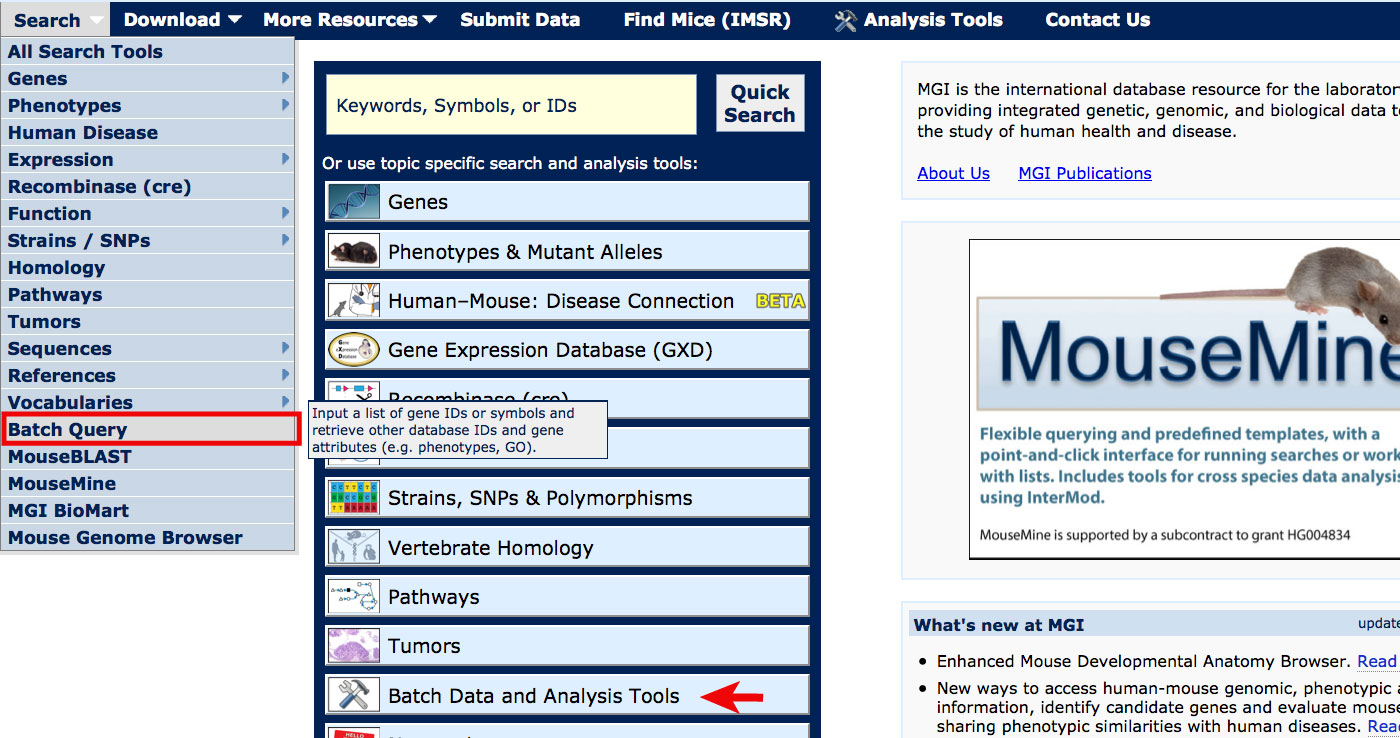 Search
Download
More Resources
Submit Data
Find Mice (IMSR)
Analysis Tools
Contact Us
All Search Tools
Genes
Phenotypes
Human Disease
Expression
Recombinase (cre)
Function
Strains / SNPs
Homology
Pathways
Tumors
Sequences
References
Vocabularies
Batch Query
MouseBLAST
MouseMine
MGI BioMart
Mouse Genome Browser
Keywords, Symbols, or IDs
Quick
Search
Or use topic specific search and analysis tools:
Genes
Phenotypes & Mutant Alleles
Human–Mouse: Disease Connection BETA
Gene Expression Database (GXD)
Recombinase (cre)
Input a list of gene IDs or symbols and
retrieve other database IDs and gene
attributes (e.g. phenotypes, GO).
Strains, SNPs & Polymorphisms
Vertebrate Homology
Pathways
Tumors
Batch Data and Analysis Tools
MGI is the international database resource for the laborator
providing integrated genetic, genomic, and biological data t
the study of human health and disease.
About Us MGI Publications
MouseMine
Flexible querying and predefined templates, with a
point-and-click interface for running searches or work
with lists. Includes tools for cross species data analysis
using InterMod.
MouseMine is supported by a subcontract to grant HG004834
What's new at MGI update
Enhanced Mouse Developmental Anatomy Browser. Read
New ways to access human-mouse genomic, phenotypic
information, identify candidate genes and evaluate mouse
sharing phenotypic similarities with human diseases. Read